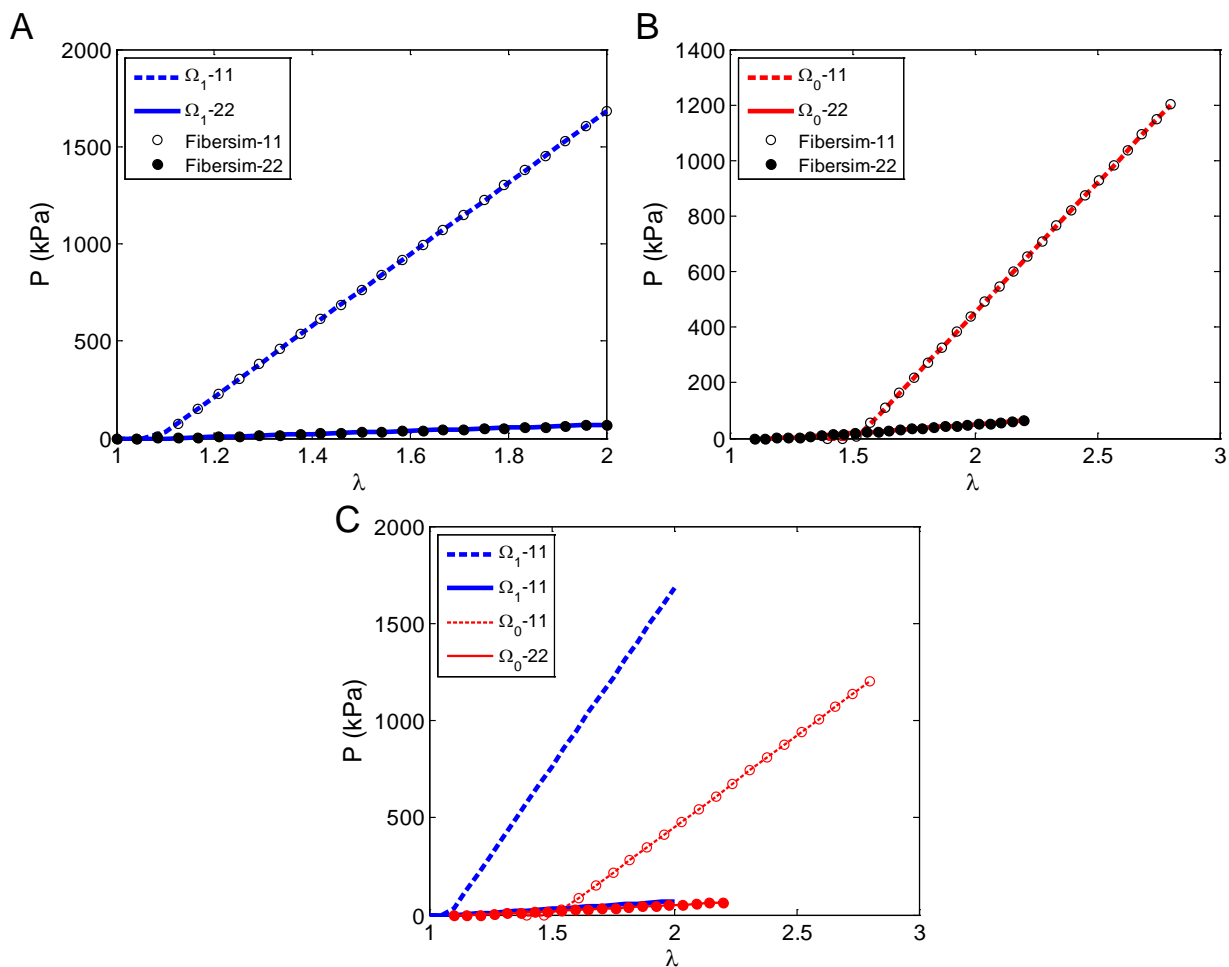 A
2000
1500
1000
500
0
P (kPa)
Ω1-11
Ω1-22
Fibersim-11
Fibersim-22
1 1.2 1.4 1.6 1.8 2
λ
B
1400
1200
1000
800
600
400
200
0
P (kPa)
Ω0-11
Ω0-22
Fibersim-11
Fibersim-22
1 1.5 2 2.5 3
λ
C
2000
1500
1000
500
0
P (kPa)
Ω1-11
Ω1-11
Ω0-11
Ω0-22
1 1.5 2 2.5 3
λ